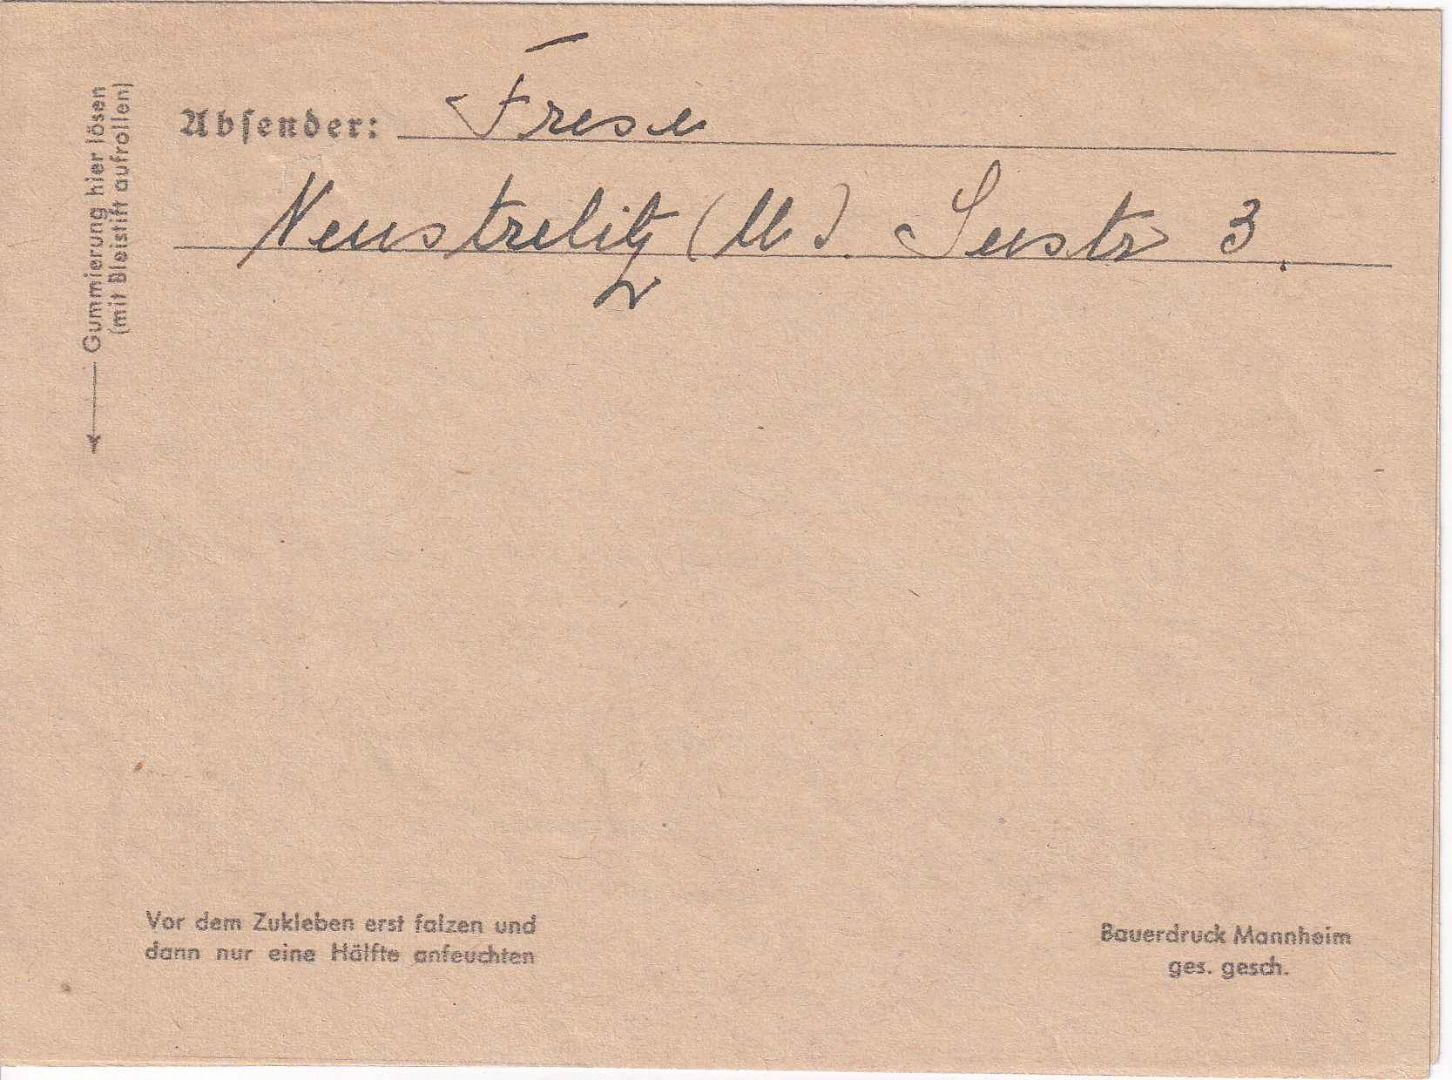 Gummierung hier lösen
(mit Bleistift aufrollen)
Absender: Frese
Neustrelitz (M). Seestr 3.
Vor dem Zukleben erst falzen und
dann nur eine Hälfte anfeuchten
Bauerdruck Mannheim
ges. gesch.